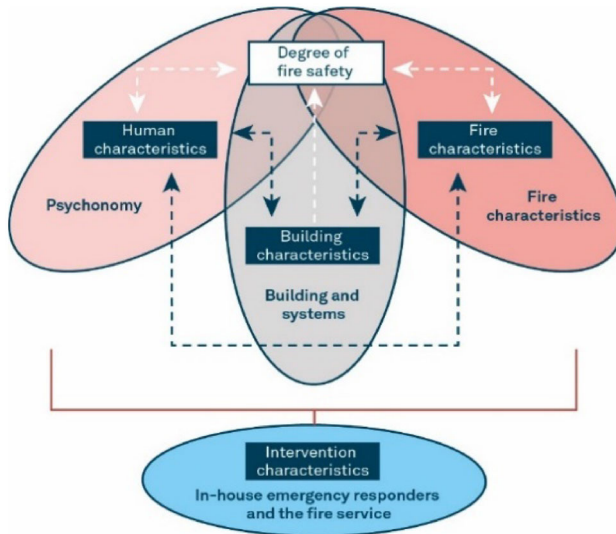 Degree of
fire safety
Human
characteristics
Fire
characteristics
Psychonomy
Fire
characteristics
Building
characteristics
Building and
systems
Intervention
characteristics
In-house emergency responders
and the fire service